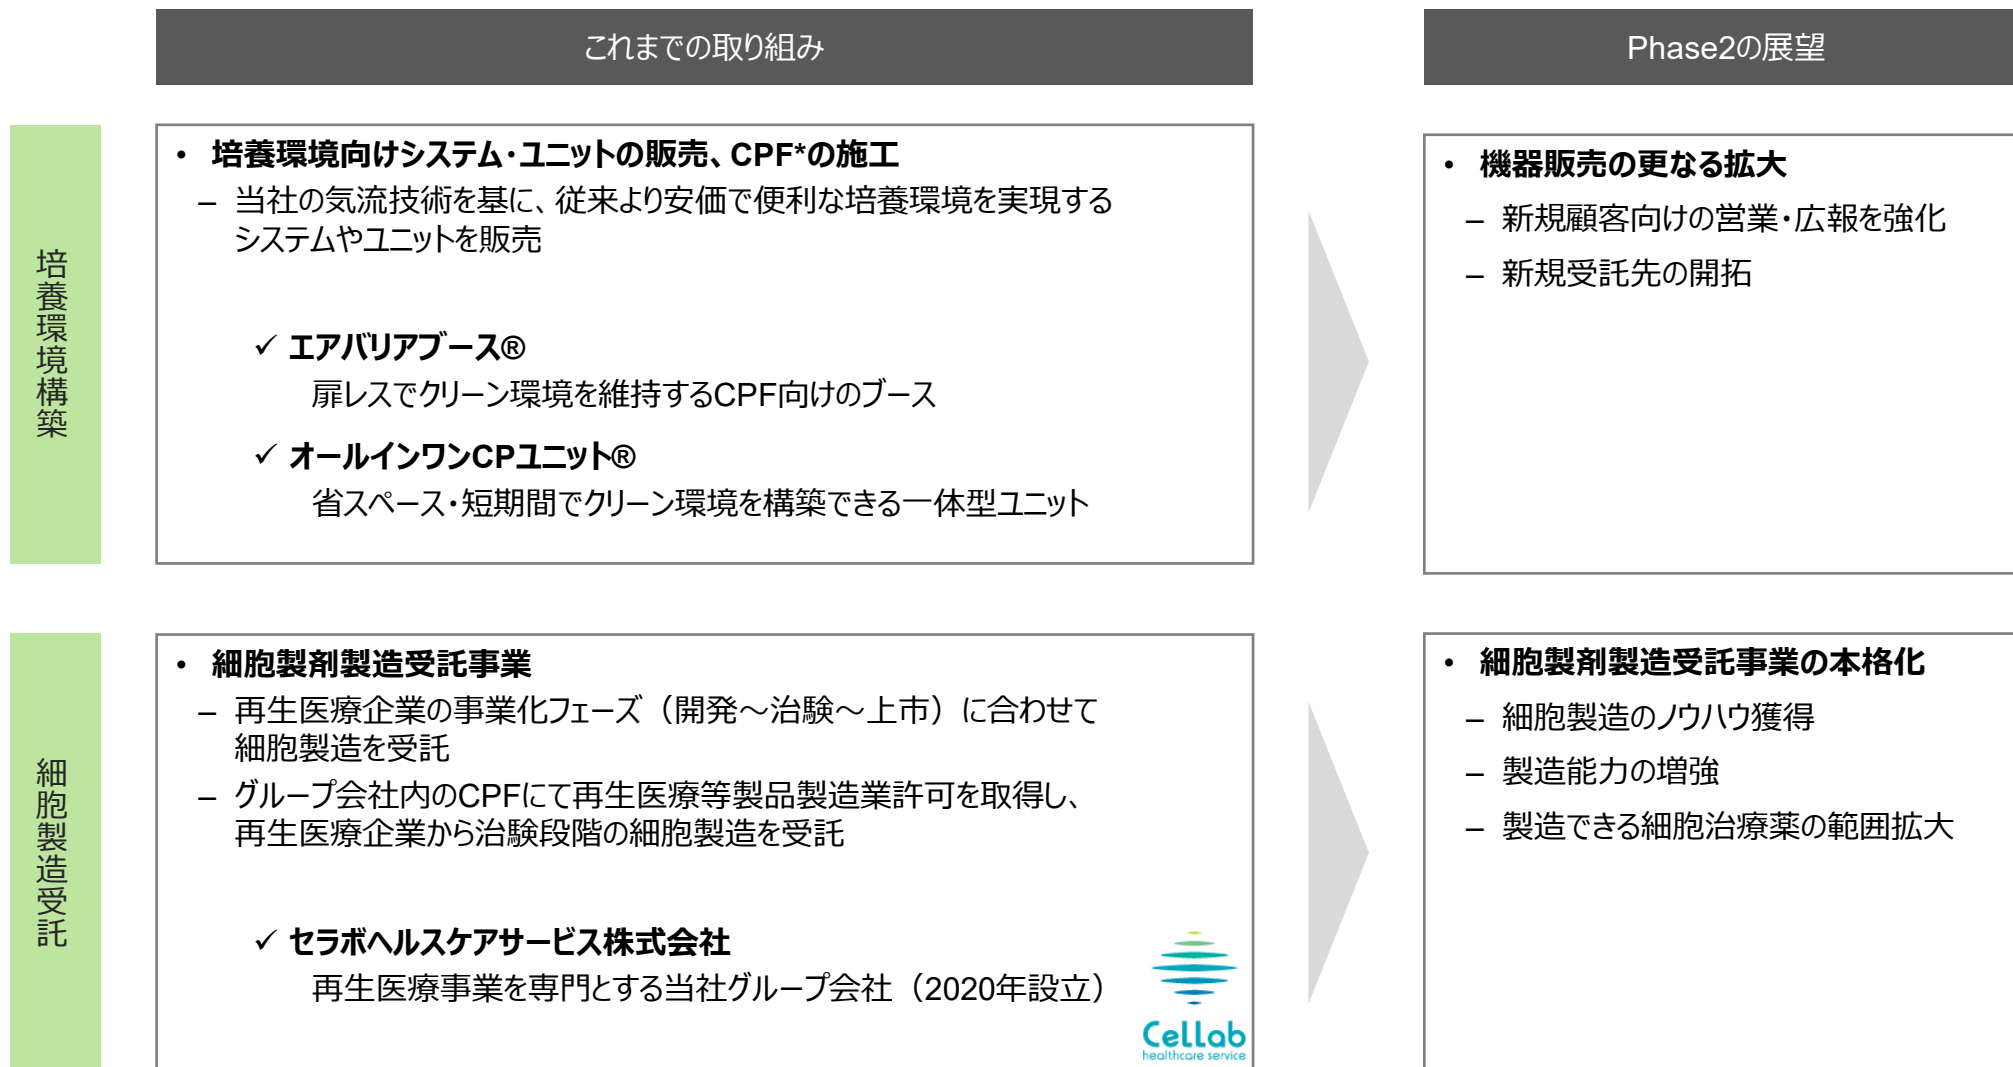 これまでの取り組み
Phase2の展望
培養環境構築
• 培養環境向けシステム・ユニットの販売、CPF*の施工
– 当社の気流技術を基に、従来より安価で便利な培養環境を実現する
システムやユニットを販売
✓ エアバリアブース®
扉レスでクリーン環境を維持するCPF向けのブース
✓ オールインワンCPユニット®
省スペース・短期間でクリーン環境を構築できる一体型ユニット
• 機器販売の更なる拡大
– 新規顧客向けの営業・広報を強化
– 新規受託先の開拓
細胞製造受託
• 細胞製剤製造受託事業
– 再生医療企業の事業化フェーズ（開発～治験～上市）に合わせて
細胞製造を受託
– グループ会社内のCPFにて再生医療等製品製造業許可を取得し、
再生医療企業から治験段階の細胞製造を受託
✓ セラボヘルスケアサービス株式会社
再生医療事業を専門とする当社グループ会社（2020年設立）
Cellab
healthcare service
• 細胞製剤製造受託事業の本格化
– 細胞製造のノウハウ獲得
– 製造能力の増強
– 製造できる細胞治療薬の範囲拡大